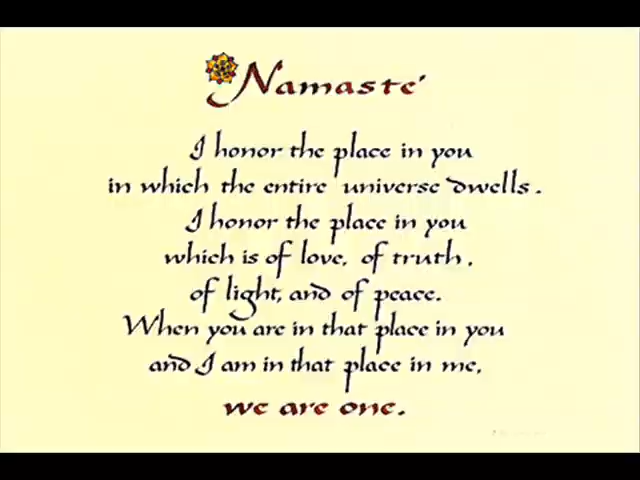 Namasté
I honor the place in you
in which the entire universe dwells.
I honor the place in you
which is of love, of truth,
of light, and of peace.
When you are in that place in you
and I am in that place in me,
we are one.